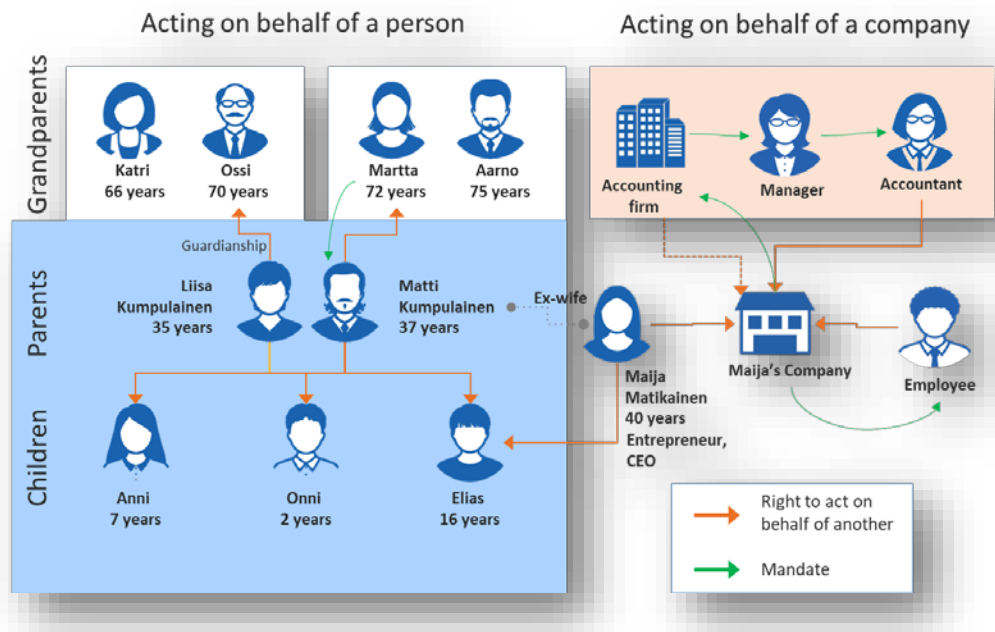 Acting on behalf of a person
Acting on behalf of a company
Grandparents
Katri
66 years
Ossi
70 years
Martta
72 years
Aarno
75 years
Accounting
firm
Manager
Accountant
Parents
Guardianship
Liisa
Kumpulainen
35 years
Matti
Kumpulainen
37 years
Ex-wife
Maija
Matikainen
40 years
Entrepreneur,
CEO
Maija's Company
Employee
Children
Anni
7 years
Onni
2 years
Elias
16 years
Right to act on
behalf of another
Mandate